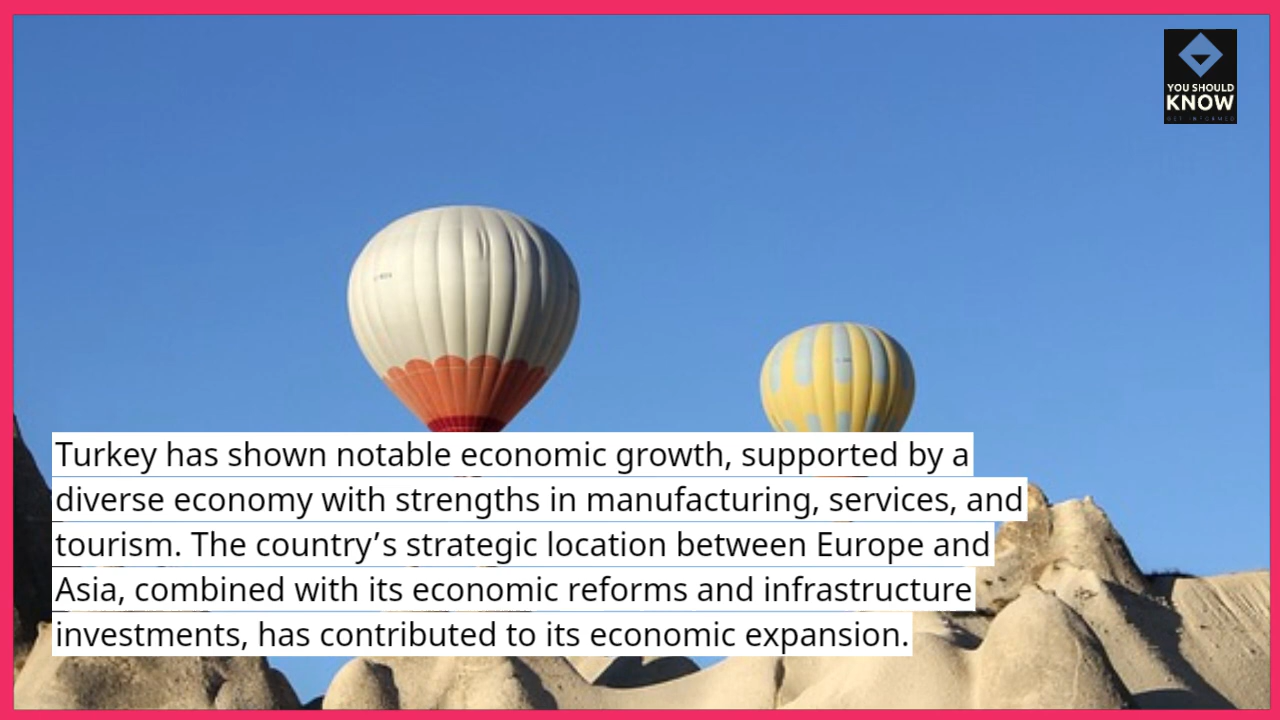 YOU SHOULD
KNOW
GET INFORMED
Turkey has shown notable economic growth, supported by a
diverse economy with strengths in manufacturing, services, and
tourism. The country’s strategic location between Europe and
Asia, combined with its economic reforms and infrastructure
investments, has contributed to its economic expansion.